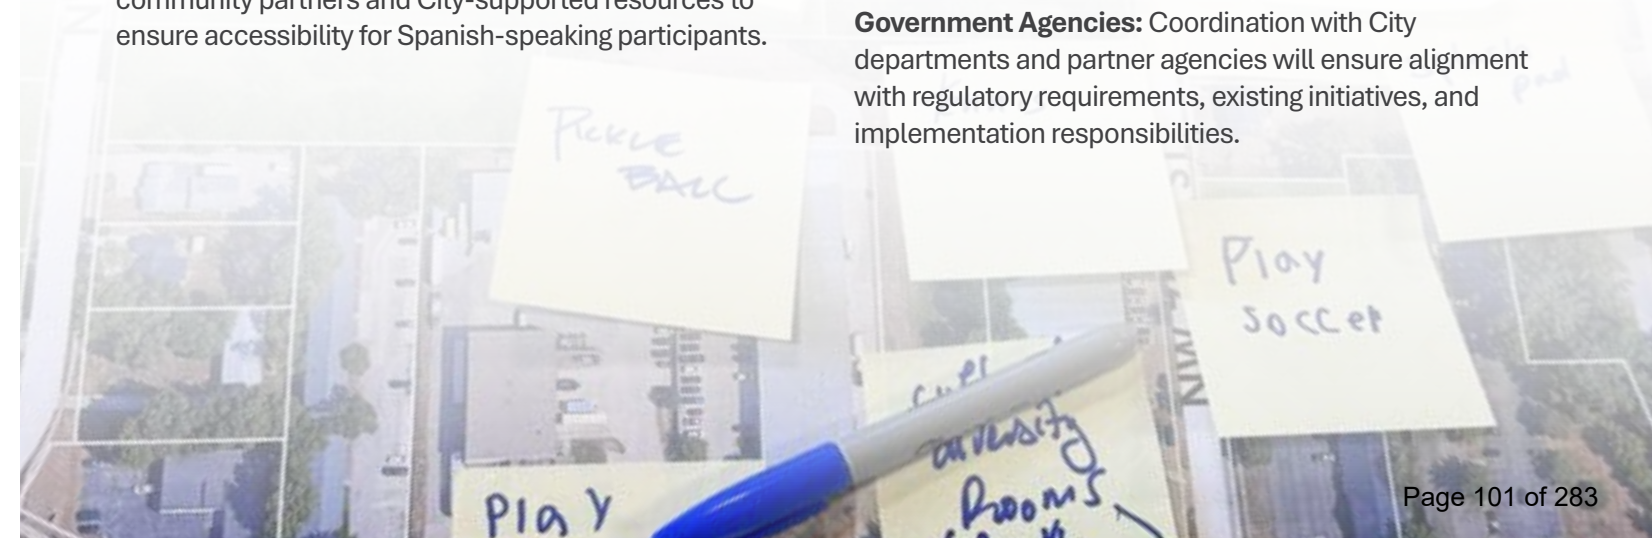 community partners and City-supported resources to
ensure accessibility for Spanish-speaking participants.
Government Agencies: Coordination with City
departments and partner agencies will ensure alignment
with regulatory requirements, existing initiatives, and
implementation responsibilities.
pad
PICKLE
BALL
Play
soccer
diversity
Rooms
Play
NW
Page 101 of 283